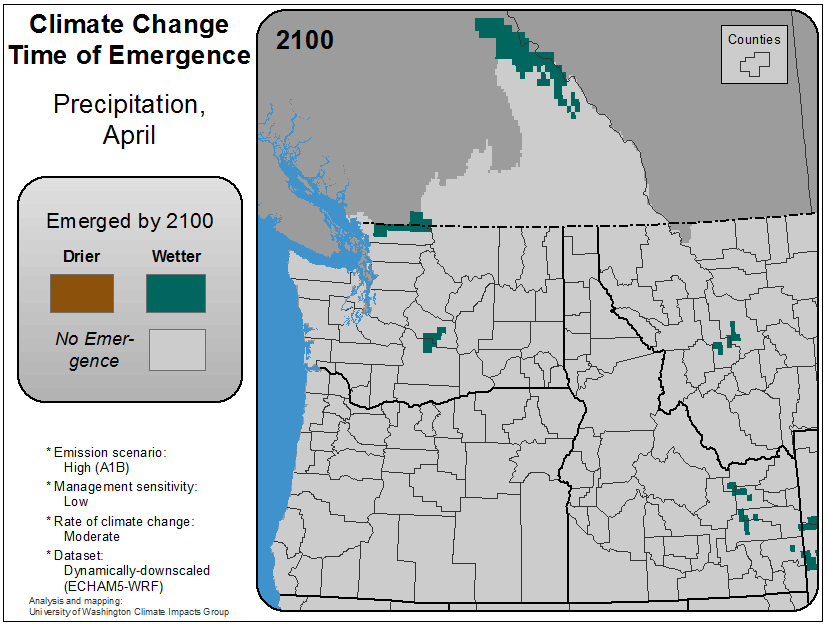 Climate Change
Time of Emergence
Precipitation,
April
Emerged by 2100
Drier
Wetter
No Emer-
gence
* Emission scenario:
High (A1B)
* Management sensitivity:
Low
* Rate of climate change:
Moderate
* Dataset:
Dynamically-downscaled
(ECHAM5-WRF)
Analysis and mapping:
University of Washington Climate Impacts Group
2100
Counties